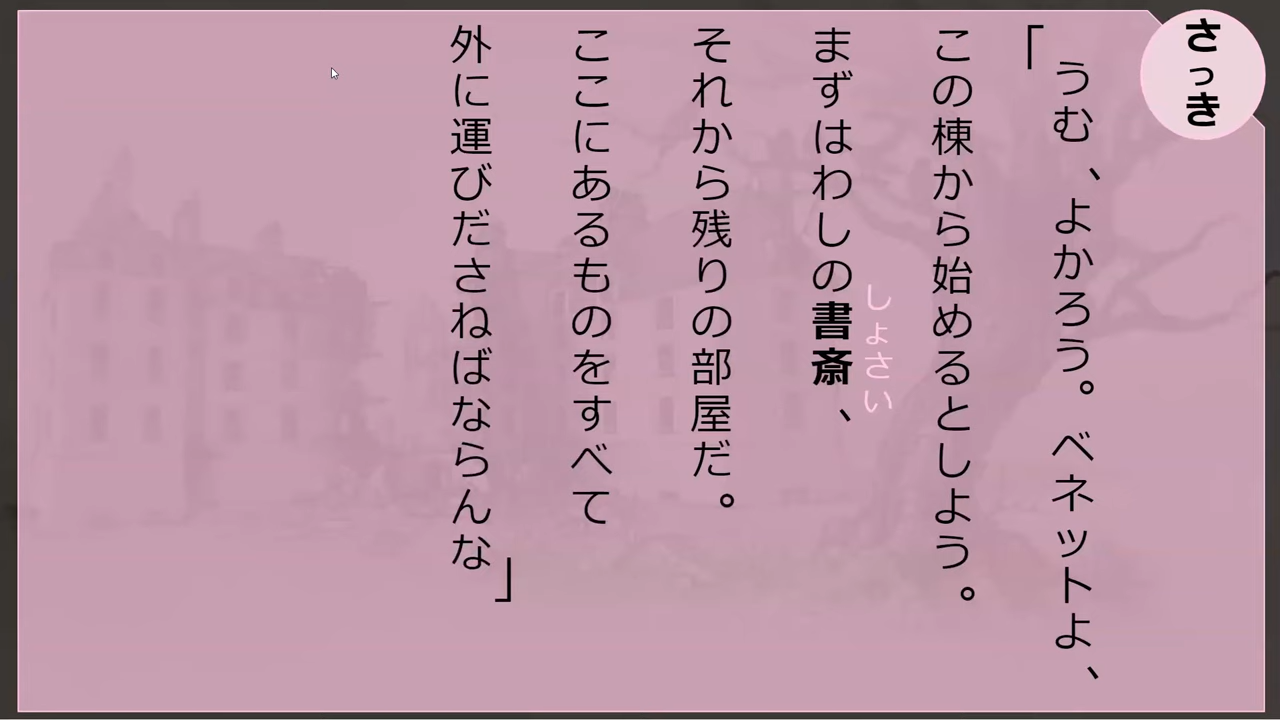 さっき
「うむ、よかろう。ベネットよ、
この棟から始めるとしよう。
まずはわしの書斎、
しょさい
それから残りの部屋だ。
ここにあるものをすべて
外に運びださねばならんな」